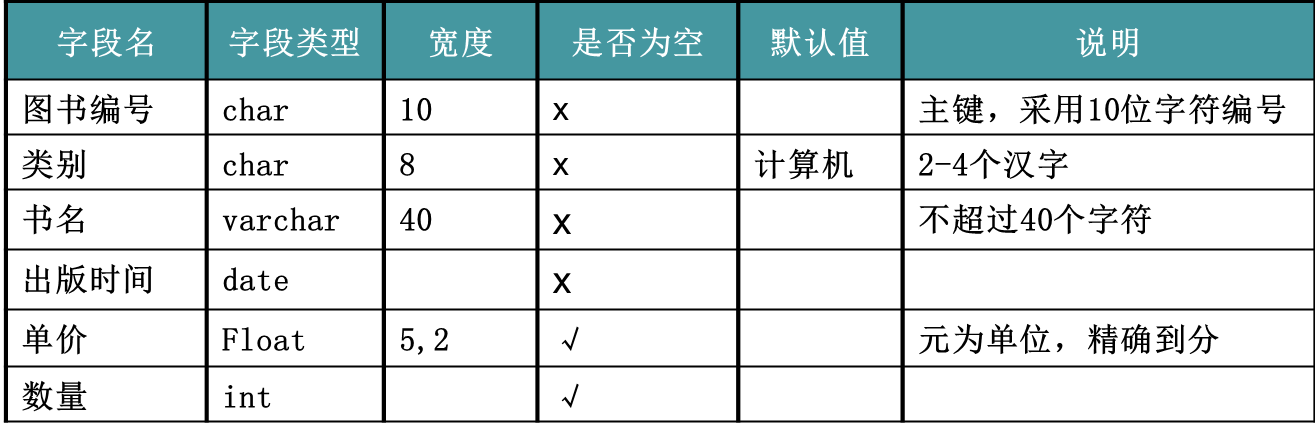 字段名 字段类型 宽度 是否为空 默认值 说明
图书编号 char 10 x 主键，采用10位字符编号
类别 char 8 x 计算机 2-4个汉字
书名 varchar 40 x 不超过40个字符
出版时间 date x
单价 Float 5,2 √ 元为单位，精确到分
数量 int √